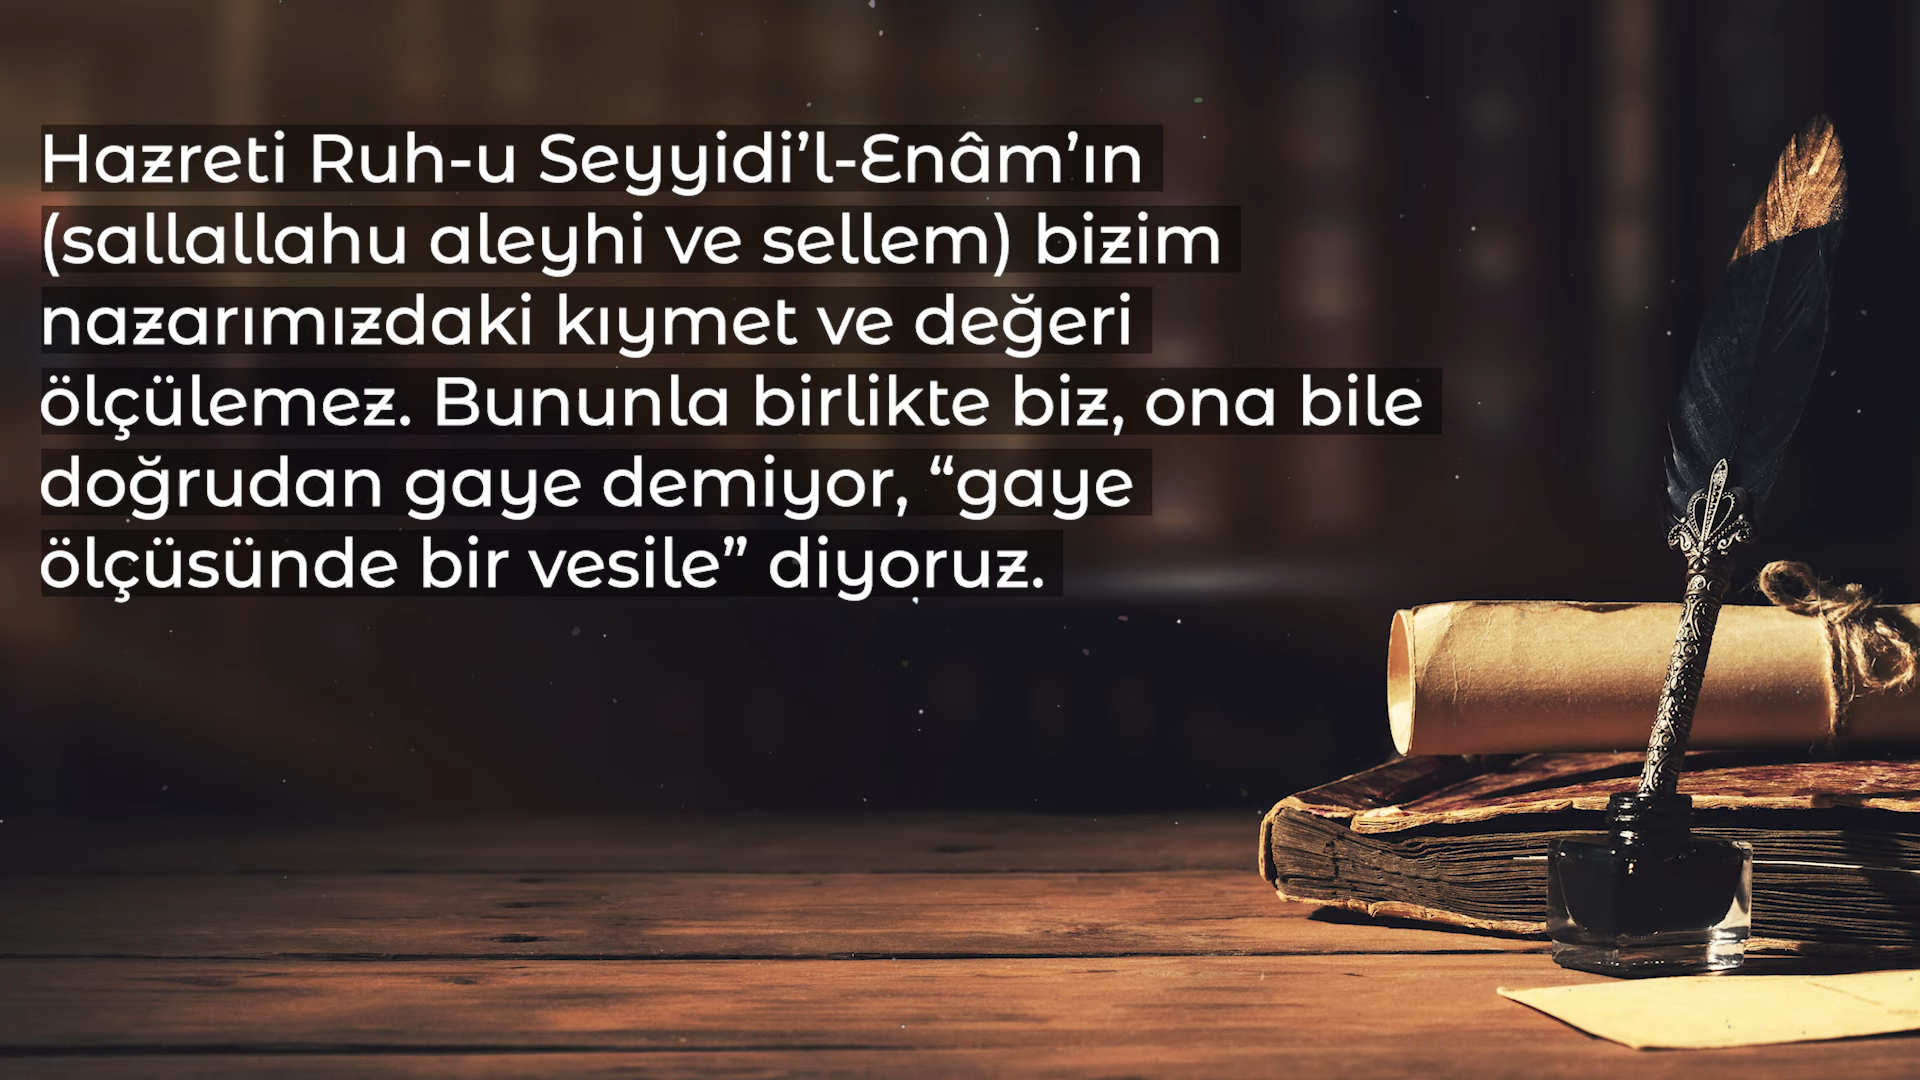 Hazreti Ruh-u Seyyidi’l-Enâm’ın
(sallallahu aleyhi ve sellem) bizim
nazarımızdaki kıymet ve değeri
ölçülemez. Bununla birlikte biz, ona bile
doğrudan gaye demiyor, “gaye
ölçüsünde bir vesile” diyoruz.